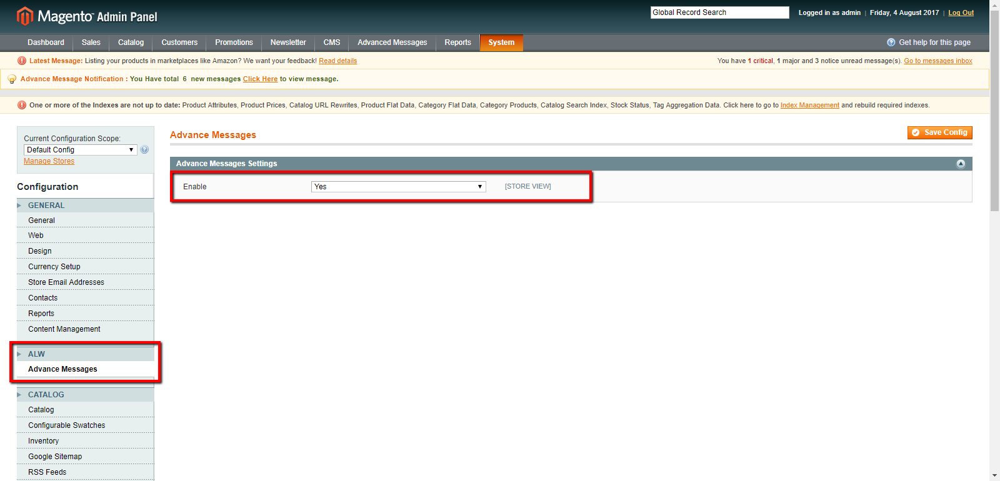 Magento™ Admin Panel
Global Record Search
Logged in as admin | Friday, 4 August 2017 | Log Out
Dashboard Sales Catalog Customers Promotions Newsletter CMS Advanced Messages Reports System Get help for this page
Latest Message: Listing your products in marketplaces like Amazon? We want your feedback! Read details You have 1 critical, 1 major and 3 notice unread message(s). Go to messages inbox
Advance Message Notification : You Have total 6 new messages Click Here to view message.
One or more of the Indexes are not up to date: Product Attributes, Product Prices, Catalog URL Rewrites, Product Flat Data, Category Flat Data, Category Products, Catalog Search Index, Stock Status, Tag Aggregation Data. Click here to go to Index Management and rebuild required indexes.
Current Configuration Scope:
Default Config
Manage Stores
Configuration
GENERAL
General
Web
Design
Currency Setup
Store Email Addresses
Contacts
Reports
Content Management
ALW
Advance Messages
CATALOG
Catalog
Configurable Swatches
Inventory
Google Sitemap
RSS Feeds
Advance Messages
Save Config
Advance Messages Settings
Enable Yes [STORE VIEW]